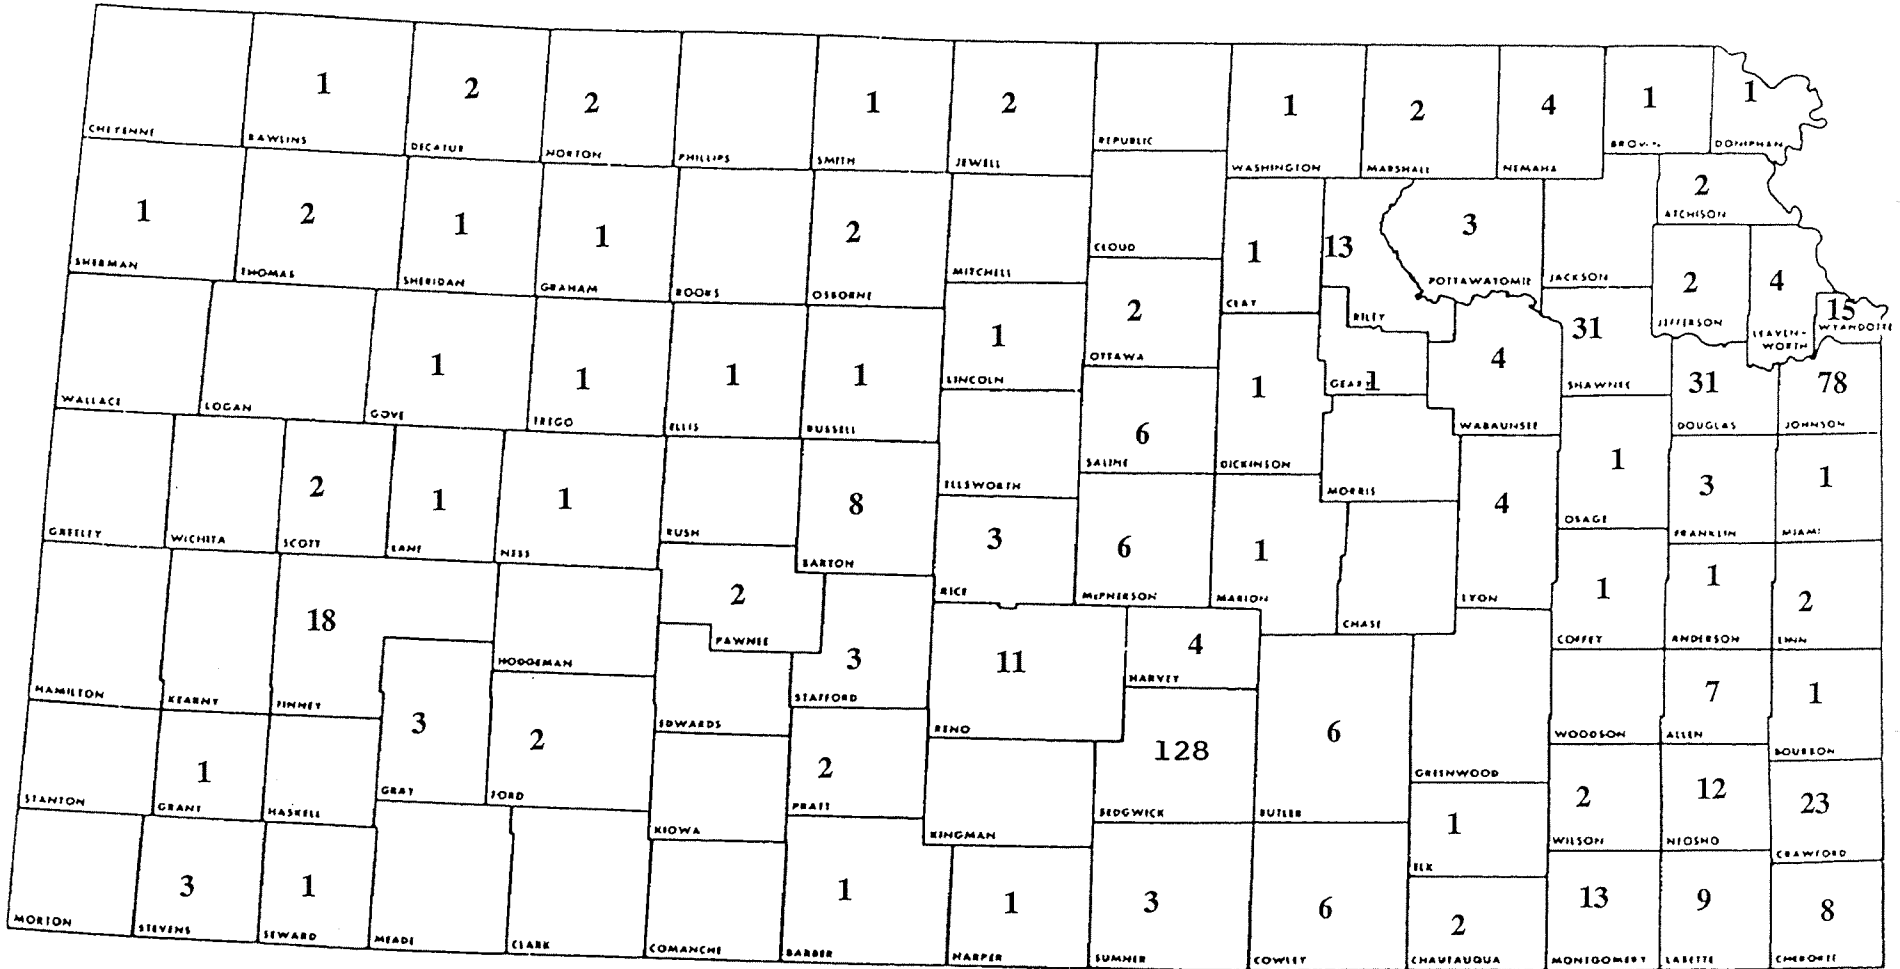 1
2
2
1
2
1
2
4
1
1
CHEYENNE
RAWLINS
DECATUR
NORTON
PHILLIPS
SMITH
JEWELL
REPUBLIC
WASHINGTON
MARSHALL
NEMAHA
BROWN
DONIPHAN
1
2
1
1
2
1
13
3
2
SHERMAN
THOMAS
SHERIDAN
GRAHAM
ROOKS
OSBORNE
MITCHELL
CLOUD
CLAY
RILEY
POTTAWATOMIE
JACKSON
ATCHISON
2
4
15
JEFFERSON
LEAVEN-
WORTH
WYANDOTTE
1
1
1
1
1
2
1
1
4
31
31
78
WALLACE
LOGAN
GOVE
TREGO
ELLIS
RUSSELL
LINCOLN
OTTAWA
DICKINSON
GEARY
WABAUNSEE
SHAWNEE
DOUGLAS
JOHNSON
2
1
1
8
6
4
1
3
1
GREELEY
WICHITA
SCOTT
LANE
NESS
RUSH
BARTON
ELLSWORTH
SALINE
MORRIS
OSAGE
FRANKLIN
MIAMI
18
2
3
6
1
1
1
2
HAMILTON
KEARNY
FINNEY
HODGEMAN
PAWNEE
RICE
McPHERSON
MARION
CHASE
LYON
COFFEY
ANDERSON
LINN
3
2
3
11
4
7
1
GRAY
FORD
EDWARDS
STAFFORD
RENO
HARVEY
WOODSON
ALLEN
BOURBON
1
2
128
6
1
2
12
23
STANTON
GRANT
HASKELL
KIOWA
PRATT
KINGMAN
SEDGWICK
BUTLER
GREENWOOD
ELK
WILSON
NEOSHO
CRAWFORD
3
1
1
1
3
6
2
13
9
8
MORTON
STEVENS
SEWARD
MEADE
CLARK
COMANCHE
BARBER
HARPER
SUMNER
COWLEY
CHAUTAUQUA
MONTGOMERY
LABETTE
CHEROKEE